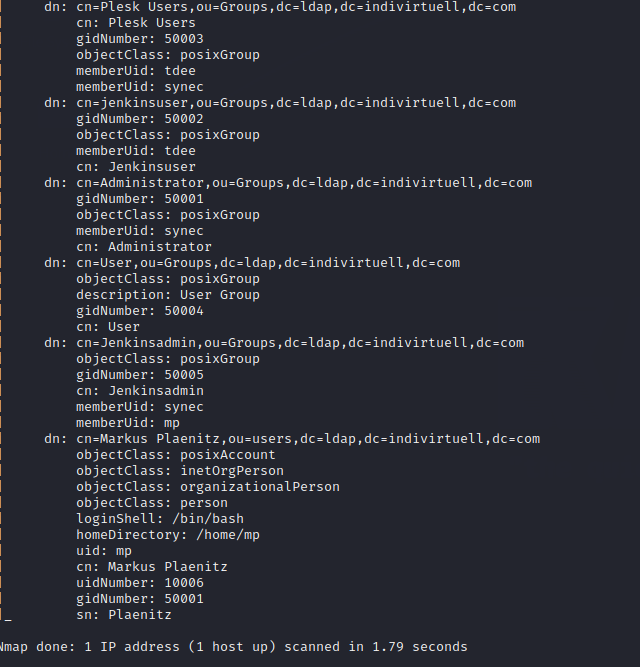 |     dn: cn=Plesk Users,ou=Groups,dc=ldap,dc=indivirtuell,dc=com
|         cn: Plesk Users
|         gidNumber: 50003
|         objectClass: posixGroup
|         memberUid: tdee
|         memberUid: synec
|     dn: cn=jenkinsuser,ou=Groups,dc=ldap,dc=indivirtuell,dc=com
|         gidNumber: 50002
|         objectClass: posixGroup
|         memberUid: tdee
|         cn: Jenkinsuser
|     dn: cn=Administrator,ou=Groups,dc=ldap,dc=indivirtuell,dc=com
|         gidNumber: 50001
|         objectClass: posixGroup
|         memberUid: synec
|         cn: Administrator
|     dn: cn=User,ou=Groups,dc=ldap,dc=indivirtuell,dc=com
|         objectClass: posixGroup
|         description: User Group
|         gidNumber: 50004
|         cn: User
|     dn: cn=Jenkinsadmin,ou=Groups,dc=ldap,dc=indivirtuell,dc=com
|         objectClass: posixGroup
|         gidNumber: 50005
|         cn: Jenkinsadmin
|         memberUid: synec
|         memberUid: mp
|     dn: cn=Markus Plaenitz,ou=users,dc=ldap,dc=indivirtuell,dc=com
|         objectClass: posixAccount
|         objectClass: inetOrgPerson
|         objectClass: organizationalPerson
|         objectClass: person
|         loginShell: /bin/bash
|         homeDirectory: /home/mp
|         uid: mp
|         cn: Markus Plaenitz
|         uidNumber: 10006
|         gidNumber: 50001
|_        sn: Plaenitz
Nmap done: 1 IP address (1 host up) scanned in 1.79 seconds